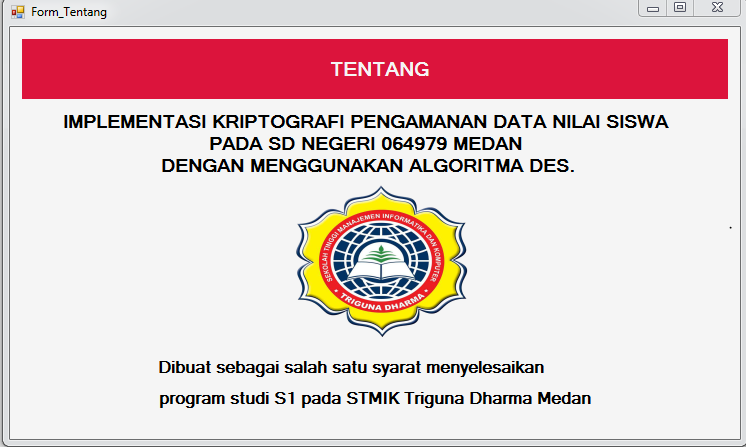 Form_Tentang
TENTANG
IMPLEMENTASI KRIPTOGRAFI PENGAMANAN DATA NILAI SISWA
PADA SD NEGERI 064979 MEDAN
DENGAN MENGGUNAKAN ALGORITMA DES.
SEKOLAH TINGGI MANAJEMEN INFORMATIKA DAN KOMPUTER
• TRIGUNA DHARMA •
.
Dibuat sebagai salah satu syarat menyelesaikan
program studi S1 pada STMIK Triguna Dharma Medan